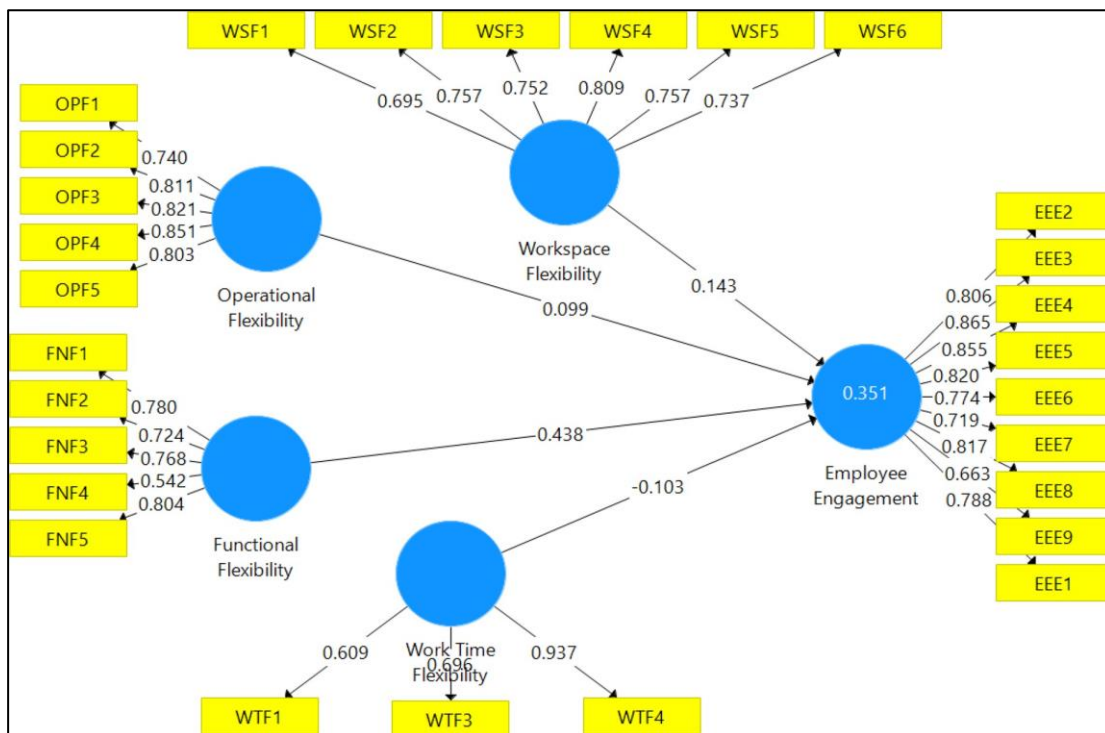 WSF1 WSF2 WSF3 WSF4 WSF5 WSF6
0.695 0.757 0.752 0.809 0.757 0.737
Workspace
Flexibility
OPF1
OPF2
OPF3
OPF4
OPF5
0.740
0.811
0.821
0.851
0.803
Operational
Flexibility
FNF1
FNF2
FNF3
FNF4
FNF5
0.780
0.724
0.768
0.542
0.804
Functional
Flexibility
0.143
0.099
0.438
-0.103
0.351
Employee
Engagement
0.806
0.865
0.855
0.820
0.774
0.719
0.817
0.663
0.788
EEE2
EEE3
EEE4
EEE5
EEE6
EEE7
EEE8
EEE9
EEE1
Work Time
Flexibility
0.609 0.696 0.937
WTF1 WTF3 WTF4